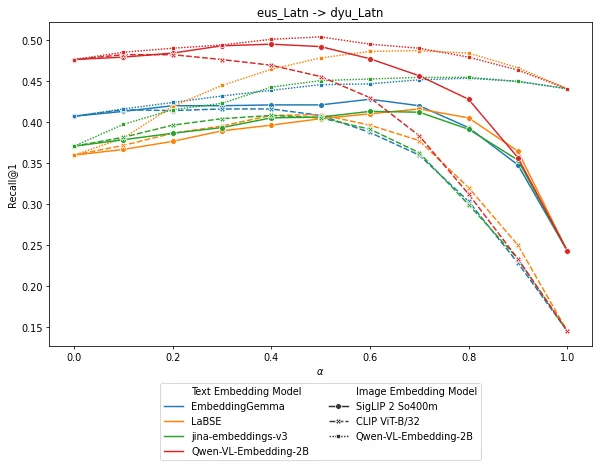 eus_Latn -> dyu_Latn
Recall@1
0.50
0.45
0.40
0.35
0.30
0.25
0.20
0.15
0.0
0.2
0.4
0.6
0.8
1.0
α
Text Embedding Model
EmbeddingGemma
LaBSE
jina-embeddings-v3
Qwen-VL-Embedding-2B
Image Embedding Model
SigLIP 2 So400m
CLIP ViT-B/32
Qwen-VL-Embedding-2B